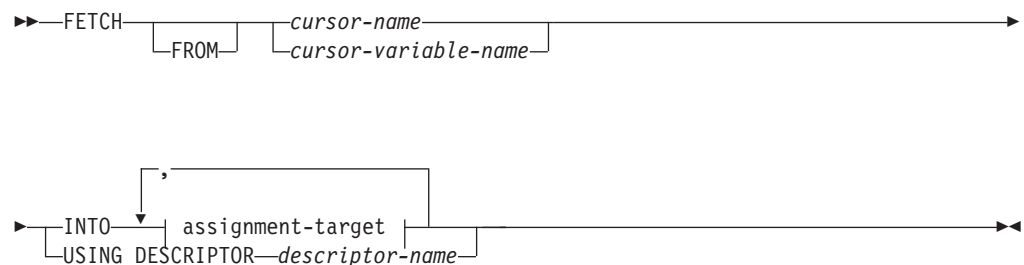 FETCH cursor-name
FROM cursor-variable-name
,
INTO assignment-target
USING DESCRIPTOR descriptor-name